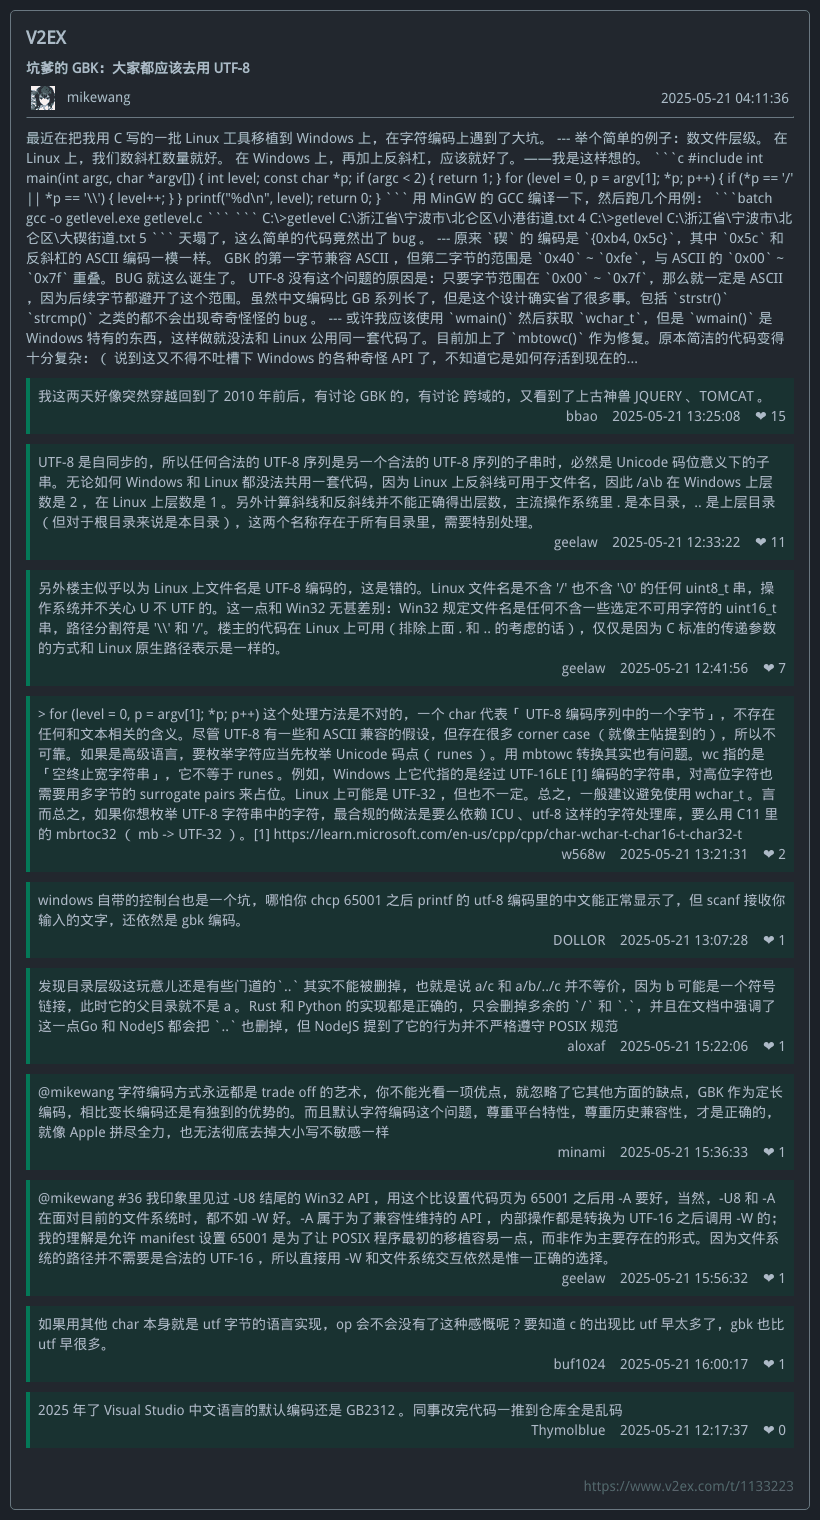 V2EX
坑爹的 GBK：大家都应该去用 UTF-8
mikewang 2025-05-21 04:11:36
最近在把我用 C 写的一批 Linux 工具移植到 Windows 上，在字符编码上遇到了大坑。 --- 举个简单的例子：数文件层级。 在
Linux 上，我们数斜杠数量就好。 在 Windows 上，再加上反斜杠，应该就好了。——我是这样想的。 ```c #include int
main(int argc, char *argv[]) { int level; const char *p; if (argc < 2) { return 1; } for (level = 0, p = argv[1]; *p; p++) { if (*p == '/'
|| *p == '\\') { level++; } } printf("%d\n", level); return 0; } ``` 用 MinGW 的 GCC 编译一下，然后跑几个用例： ```batch
gcc -o getlevel.exe getlevel.c ``` ``` C:\>getlevel C:\浙江省\宁波市\北仑区\小港街道.txt 4 C:\>getlevel C:\浙江省\宁波市\北
仑区\大碶街道.txt 5 ``` 天塌了，这么简单的代码竟然出了 bug 。 --- 原来 `碶` 的 编码是 `{0xb4, 0x5c}`，其中 `0x5c` 和
反斜杠的 ASCII 编码一模一样。 GBK 的第一字节兼容 ASCII ，但第二字节的范围是 `0x40` ~ `0xfe`，与 ASCII 的 `0x00` ~
`0x7f` 重叠。BUG 就这么诞生了。 UTF-8 没有这个问题的原因是：只要字节范围在 `0x00` ~ `0x7f`，那么就一定是 ASCII
，因为后续字节都避开了这个范围。虽然中文编码比 GB 系列长了，但是这个设计确实省了很多事。包括 `strstr()`
`strcmp()` 之类的都不会出现奇奇怪怪的 bug 。 --- 或许我应该使用 `wmain()` 然后获取 `wchar_t`，但是 `wmain()` 是
Windows 特有的东西，这样做就没法和 Linux 公用同一套代码了。目前加上了 `mbtowc()` 作为修复。原本简洁的代码变得
十分复杂：（ 说到这又不得不吐槽下 Windows 的各种奇怪 API 了，不知道它是如何存活到现在的...
我这两天好像突然穿越回到了 2010 年前后，有讨论 GBK 的，有讨论 跨域的，又看到了上古神兽 JQUERY 、TOMCAT 。
bbao 2025-05-21 13:25:08 ❤ 15
UTF-8 是自同步的，所以任何合法的 UTF-8 序列是另一个合法的 UTF-8 序列的子串时，必然是 Unicode 码位意义下的子
串。无论如何 Windows 和 Linux 都没法共用一套代码，因为 Linux 上反斜线可用于文件名，因此 /a\b 在 Windows 上层
数是 2 ，在 Linux 上层数是 1 。另外计算斜线和反斜线并不能正确得出层数，主流操作系统里 . 是本目录，.. 是上层目录
（但对于根目录来说是本目录），这两个名称存在于所有目录里，需要特别处理。
geelaw 2025-05-21 12:33:22 ❤ 11
另外楼主似乎以为 Linux 上文件名是 UTF-8 编码的，这是错的。Linux 文件名是不含 '/' 也不含 '\0' 的任何 uint8_t 串，操
作系统并不关心 U 不 UTF 的。这一点和 Win32 无甚差别：Win32 规定文件名是任何不含一些选定不可用字符的 uint16_t
串，路径分割符是 '\\' 和 '/'。楼主的代码在 Linux 上可用（排除上面 . 和 .. 的考虑的话），仅仅是因为 C 标准的传递参数
的方式和 Linux 原生路径表示是一样的。
geelaw 2025-05-21 12:41:56 ❤ 7
> for (level = 0, p = argv[1]; *p; p++) 这个处理方法是不对的，一个 char 代表「 UTF-8 编码序列中的一个字节」，不存在
任何和文本相关的含义。尽管 UTF-8 有一些和 ASCII 兼容的假设，但存在很多 corner case （就像主帖提到的），所以不
可靠。如果是高级语言，要枚举字符应当先枚举 Unicode 码点（ runes ）。用 mbtowc 转换其实也有问题。wc 指的是
「空终止宽字符串」，它不等于 runes 。例如，Windows 上它代指的是经过 UTF-16LE [1] 编码的字符串，对高位字符也
需要用多字节的 surrogate pairs 来占位。Linux 上可能是 UTF-32 ，但也不一定。总之，一般建议避免使用 wchar_t 。言
而总之，如果你想枚举 UTF-8 字符串中的字符，最合规的做法是要么依赖 ICU 、utf-8 这样的字符处理库，要么用 C11 里
的 mbrtoc32 （ mb -> UTF-32 ）。[1] https://learn.microsoft.com/en-us/cpp/cpp/char-wchar-t-char16-t-char32-t
w568w 2025-05-21 13:21:31 ❤ 2
windows 自带的控制台也是一个坑，哪怕你 chcp 65001 之后 printf 的 utf-8 编码里的中文能正常显示了，但 scanf 接收你
输入的文字，还依然是 gbk 编码。
DOLLOR 2025-05-21 13:07:28 ❤ 1
发现目录层级这玩意儿还是有些门道的`..` 其实不能被删掉，也就是说 a/c 和 a/b/../c 并不等价，因为 b 可能是一个符号
链接，此时它的父目录就不是 a 。Rust 和 Python 的实现都是正确的，只会删掉多余的 `/` 和 `.`，并且在文档中强调了
这一点Go 和 NodeJS 都会把 `..` 也删掉，但 NodeJS 提到了它的行为并不严格遵守 POSIX 规范
aloxaf 2025-05-21 15:22:06 ❤ 1
@mikewang 字符编码方式永远都是 trade off 的艺术，你不能光看一项优点，就忽略了它其他方面的缺点，GBK 作为定长
编码，相比变长编码还是有独到的优势的。而且默认字符编码这个问题，尊重平台特性，尊重历史兼容性，才是正确的，
就像 Apple 拼尽全力，也无法彻底去掉大小写不敏感一样
minami 2025-05-21 15:36:33 ❤ 1
@mikewang #36 我印象里见过 -U8 结尾的 Win32 API ，用这个比设置代码页为 65001 之后用 -A 要好，当然，-U8 和 -A
在面对目前的文件系统时，都不如 -W 好。-A 属于为了兼容性维持的 API ，内部操作都是转换为 UTF-16 之后调用 -W 的；
我的理解是允许 manifest 设置 65001 是为了让 POSIX 程序最初的移植容易一点，而非作为主要存在的形式。因为文件系
统的路径并不需要是合法的 UTF-16 ，所以直接用 -W 和文件系统交互依然是惟一正确的选择。
geelaw 2025-05-21 15:56:32 ❤ 1
如果用其他 char 本身就是 utf 字节的语言实现，op 会不会没有了这种感慨呢？要知道 c 的出现比 utf 早太多了，gbk 也比
utf 早很多。
buf1024 2025-05-21 16:00:17 ❤ 1
2025 年了 Visual Studio 中文语言的默认编码还是 GB2312 。同事改完代码一推到仓库全是乱码
Thymolblue 2025-05-21 12:17:37 ❤ 0
https://www.v2ex.com/t/1133223